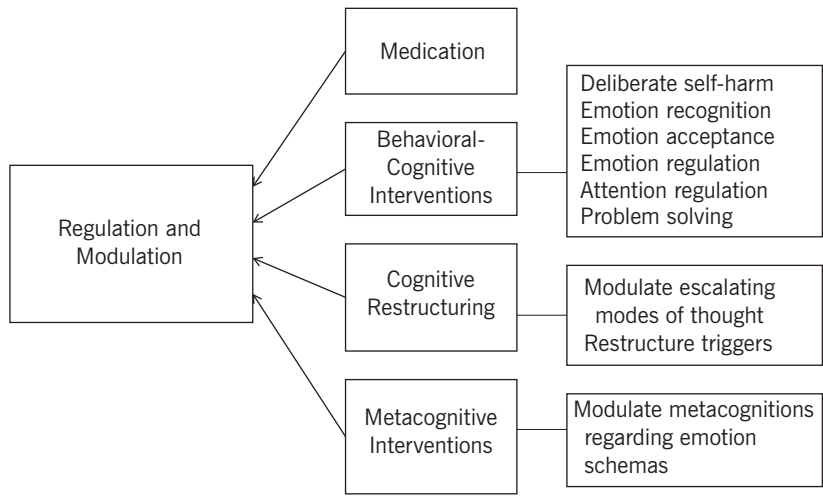 Regulation and
Modulation
Medication
Behavioral-
Cognitive
Interventions
Deliberate self-harm
Emotion recognition
Emotion acceptance
Emotion regulation
Attention regulation
Problem solving
Cognitive
Restructuring
Modulate escalating
modes of thought
Restructure triggers
Metacognitive
Interventions
Modulate metacognitions
regarding emotion
schemas